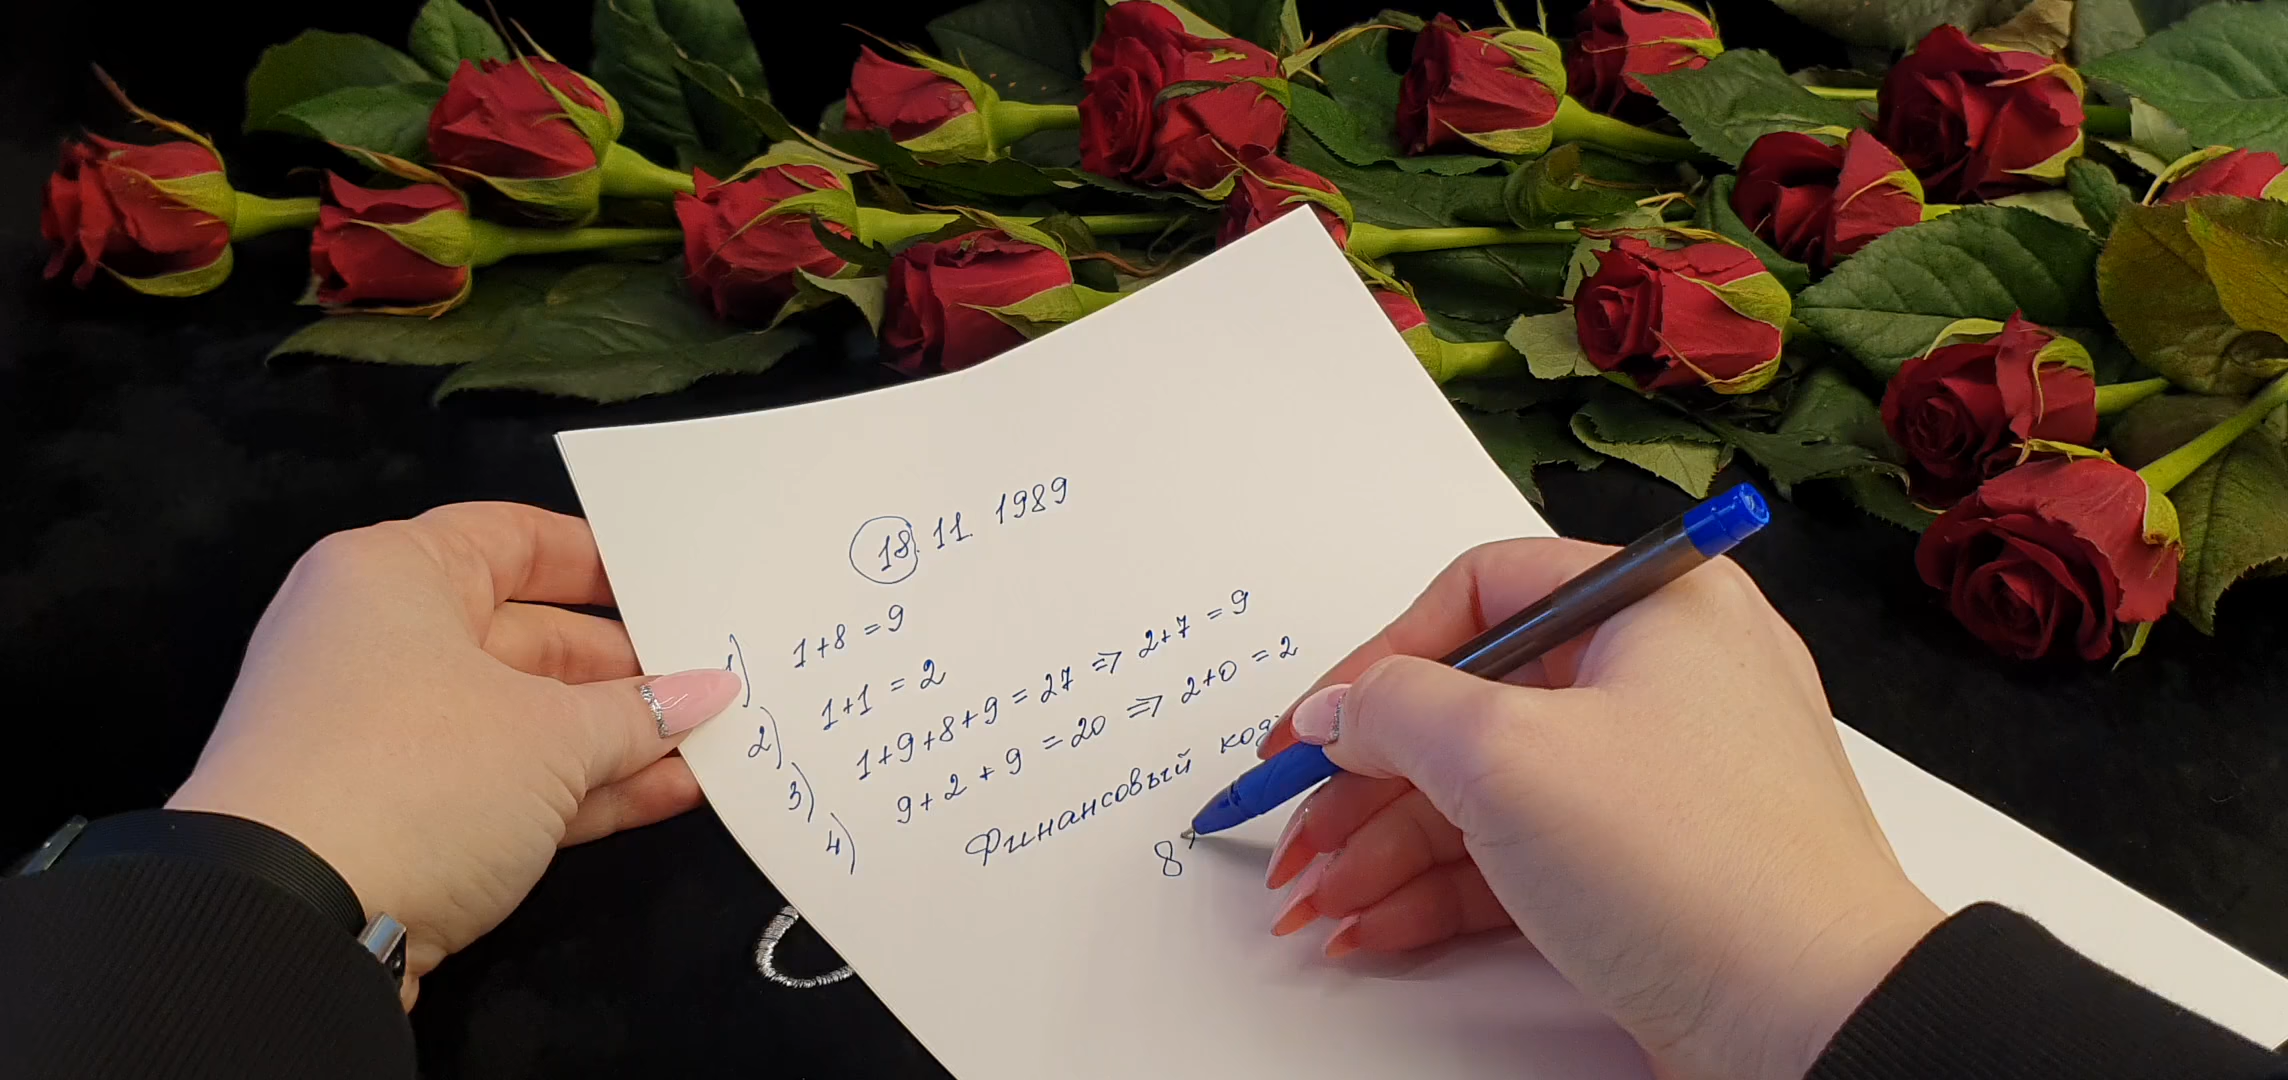 18. 11. 1989
1) 1+8 = 9
2) 1+1 = 2
3) 1+9+8+9 = 27 => 2+7 = 9
4) 9+2+9 = 20 => 2+0 = 2
Финансовый код
8